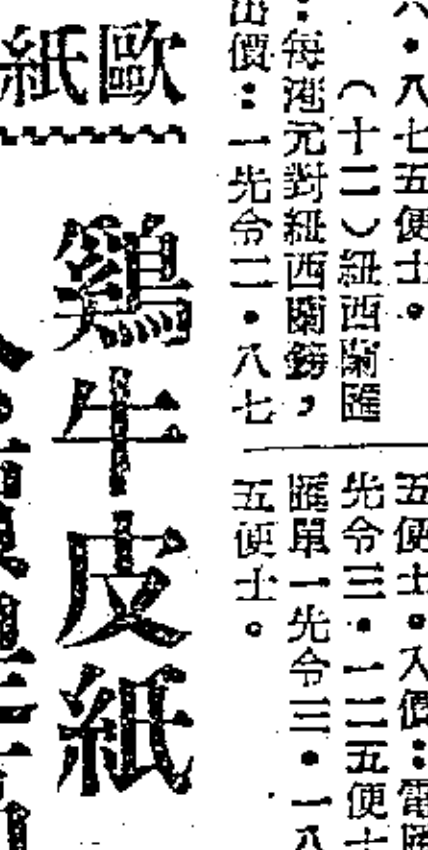 八・八七五便士。
（十二）紐西蘭匯
：每港元對紐西蘭鎊，
出價：一先令二・八七
五便士。入價：電匯
先令三・一二五便士
匯單一先令三・一八
五便士。
歐
紙
鷄牛皮紙